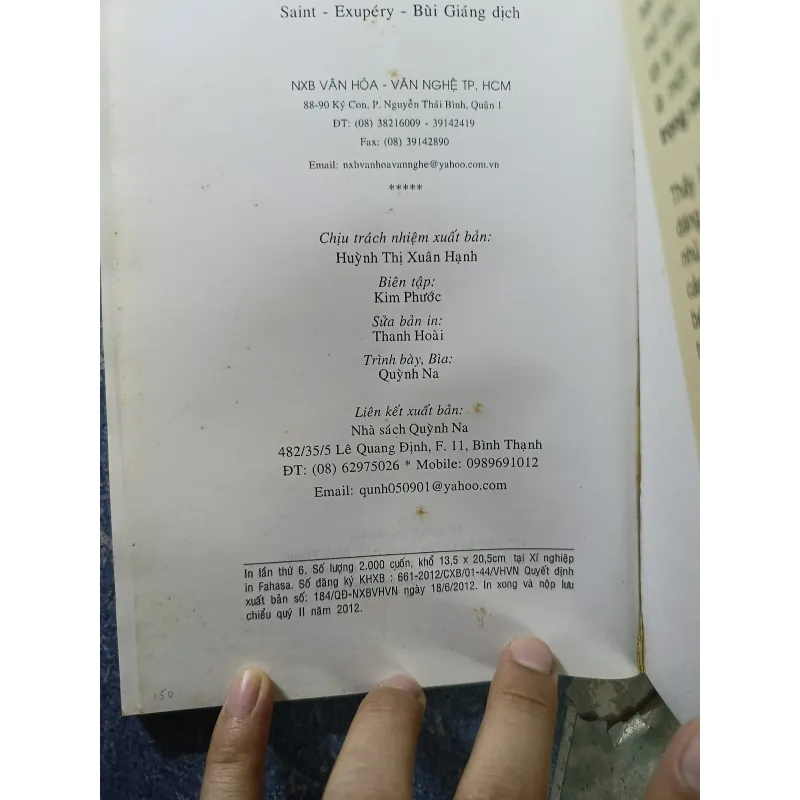 Saint - Exupéry - Bùi Giáng dịch
NXB VĂN HÓA - VĂN NGHỆ TP. HCM
88-90 Ký Con, P. Nguyễn Thái Bình, Quận 1
ĐT: (08) 38216009 - 39142419
Fax: (08) 39142890
Email: nxbvanhoavannghe@yahoo.com.vn
*****
Chịu trách nhiệm xuất bản:
Huỳnh Thị Xuân Hạnh
Biên tập:
Kim Phước
Sửa bản in:
Thanh Hoài
Trình bày, Bìa:
Quỳnh Na
Liên kết xuất bản:
Nhà sách Quỳnh Na
482/35/5 Lê Quang Định, F. 11, Bình Thạnh
ĐT: (08) 62975026 * Mobile: 0989691012
Email: qunh050901@yahoo.com
In lần thứ 6. Số lượng 2.000 cuốn, khổ 13,5 x 20,5cm tại Xí nghiệp
in Fahasa. Số đăng ký KHXB : 661-2012/CXB/01-44/VHVN Quyết định
xuất bản số: 184/QĐ-NXBVHVN ngày 18/6/2012. In xong và nộp lưu
chiểu quý II năm 2012.
150